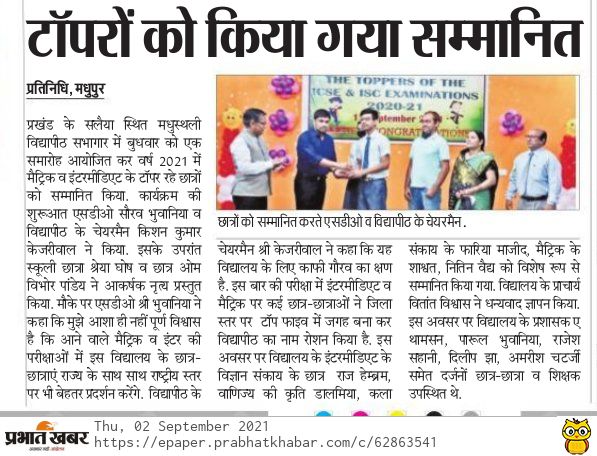 टॉपरों को किया गया सम्मानित
प्रतिनिधि, मधुपुर
प्रखंड के सलैया स्थित मधुस्थली
विद्यापीठ सभागार में बुधवार को एक
समारोह आयोजित कर वर्ष 2021 में
मैट्रिक व इंटरमीडिएट के टॉपर रहे छात्रों
को सम्मानित किया. कार्यक्रम की
शुरूआत एसडीओ सौरव भुवानिया व
विद्यापीठ के चेयरमैन किशन कुमार
केजरीवाल ने किया. इसके उपरांत
स्कूली छात्रा श्रेया घोष व छात्र ओम
विभोर पांडिय ने आकर्षक नृत्य प्रस्तुत
किया. मौके पर एसडीओ श्री भुवानिया ने
कहा कि मुझे आशा ही नहीं पूर्ण विश्वास
है कि आने वाले मैट्रिक व इंटर की
परीक्षाओं में इस विद्यालय के छात्र-
छात्राएं राज्य के साथ साथ राष्ट्रीय स्तर
पर भी बेहतर प्रदर्शन करेंगे. विद्यापीठ के
THE TOPPERS OF THE
ICSE & ISC EXAMINATIONS
2020-21
छात्रों को सम्मानित करते एसडीओ व विद्यापीठ के चेयरमैन.
चेयरमैन श्री केजरीवाल ने कहा कि यह
विद्यालय के लिए काफी गौरव का क्षण
है. इस बार की परीक्षा में इंटरमीडिएट व
मैट्रिक पर कई छात्र-छात्राओं ने जिला
स्तर पर टॉप फाइव में जगह बना कर
विद्यापीठ का नाम रोशन किया है. इस
अवसर पर विद्यालय के इंटरमीडिएट के
विज्ञान संकाय के छात्र राज हेम्ब्रम,
वाणिज्य की कृति डालमिया, कला
संकाय के फारिया माजीद, मैट्रिक के
शाश्वत, नितिन वैद्य को विशेष रूप से
सम्मानित किया गया. विद्यालय के प्राचार्य
वितांत विश्वास ने धन्यवाद ज्ञापन किया.
इस अवसर पर विद्यालय के प्रशासक ए
थामसन, पारूल भुवानिया, राजेश
सहानी, दिलीप झा, अमरीश चटर्जी
समेत दर्जनों छात्र-छात्रा व शिक्षक
उपस्थित थे.
प्रभात खबर
Thu, 02 September 2021
https://epaper.prabhatkhabar.com/c/62863541